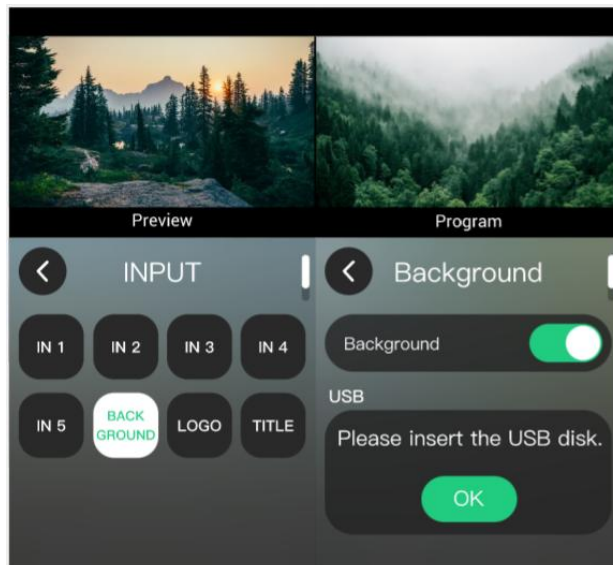 Preview
Program
INPUT
IN 1
IN 2
IN 3
IN 4
IN 5
BACK
GROUND
LOGO
TITLE
Background
Background
USB
Please insert the USB disk.
OK